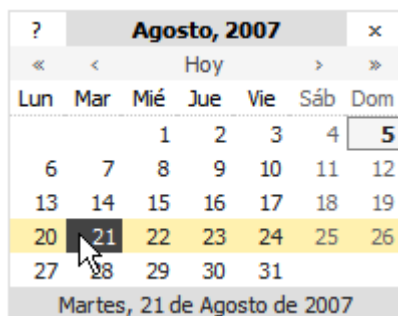 ? Agosto, 2007 ×
« ‹ Hoy › »
Lun Mar Mié Jue Vie Sáb Dom
1 2 3 4 5
6 7 8 9 10 11 12
13 14 15 16 17 18 19
20 21 22 23 24 25 26
27 28 29 30 31
Martes, 21 de Agosto de 2007